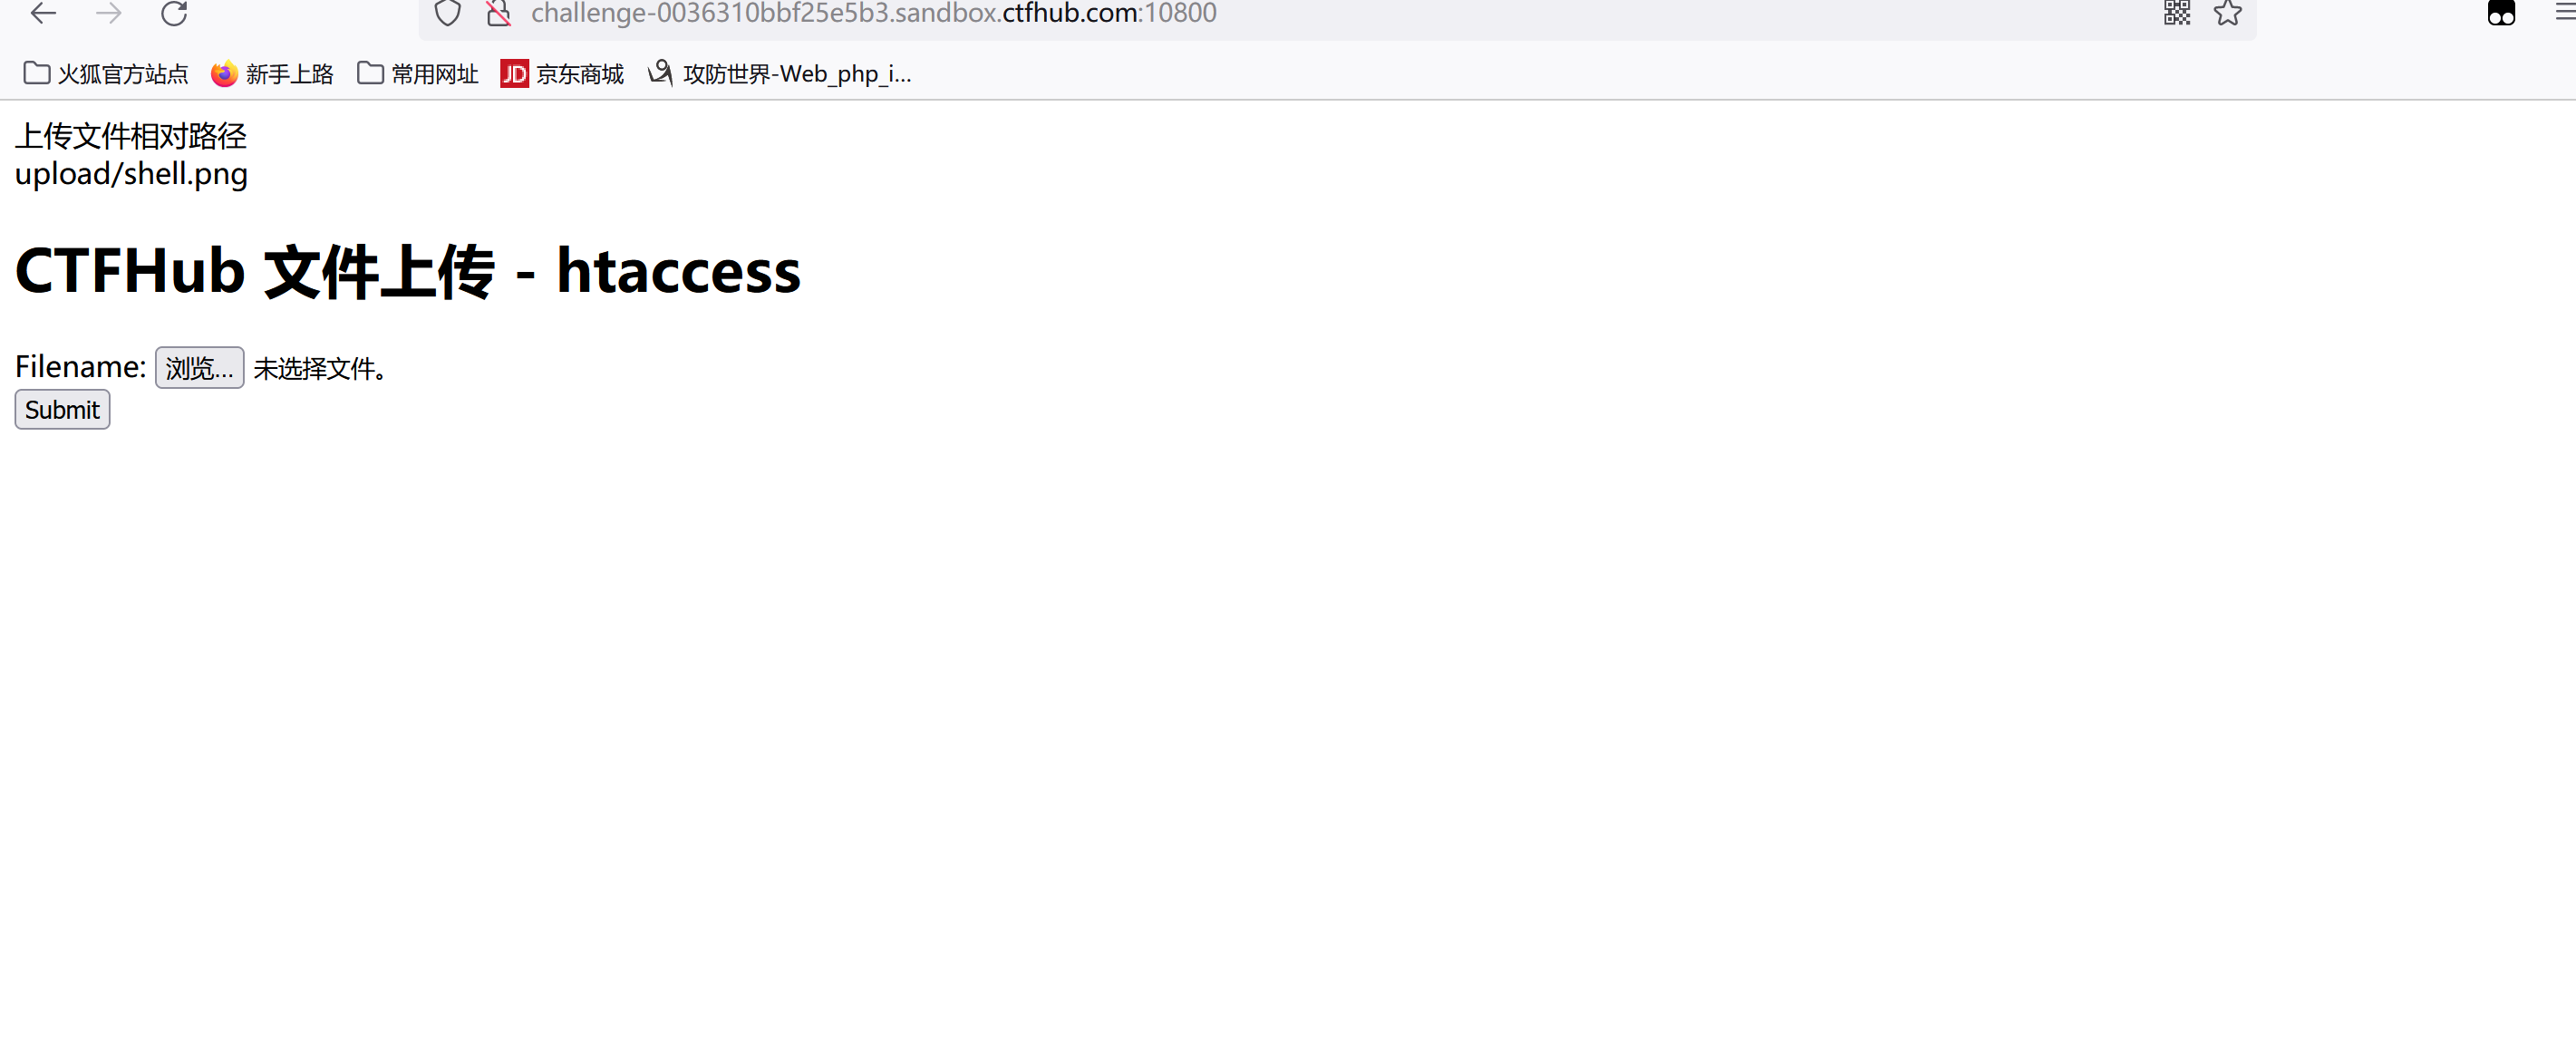 challenge-0036310bbf25e5b3.sandbox.ctfhub.com:10800
火狐官方站点 新手上路 常用网址 JD 京东商城 攻防世界-Web_php_i...
上传文件相对路径
upload/shell.png
CTFHub 文件上传 - htaccess
Filename: 浏览... 未选择文件。
Submit